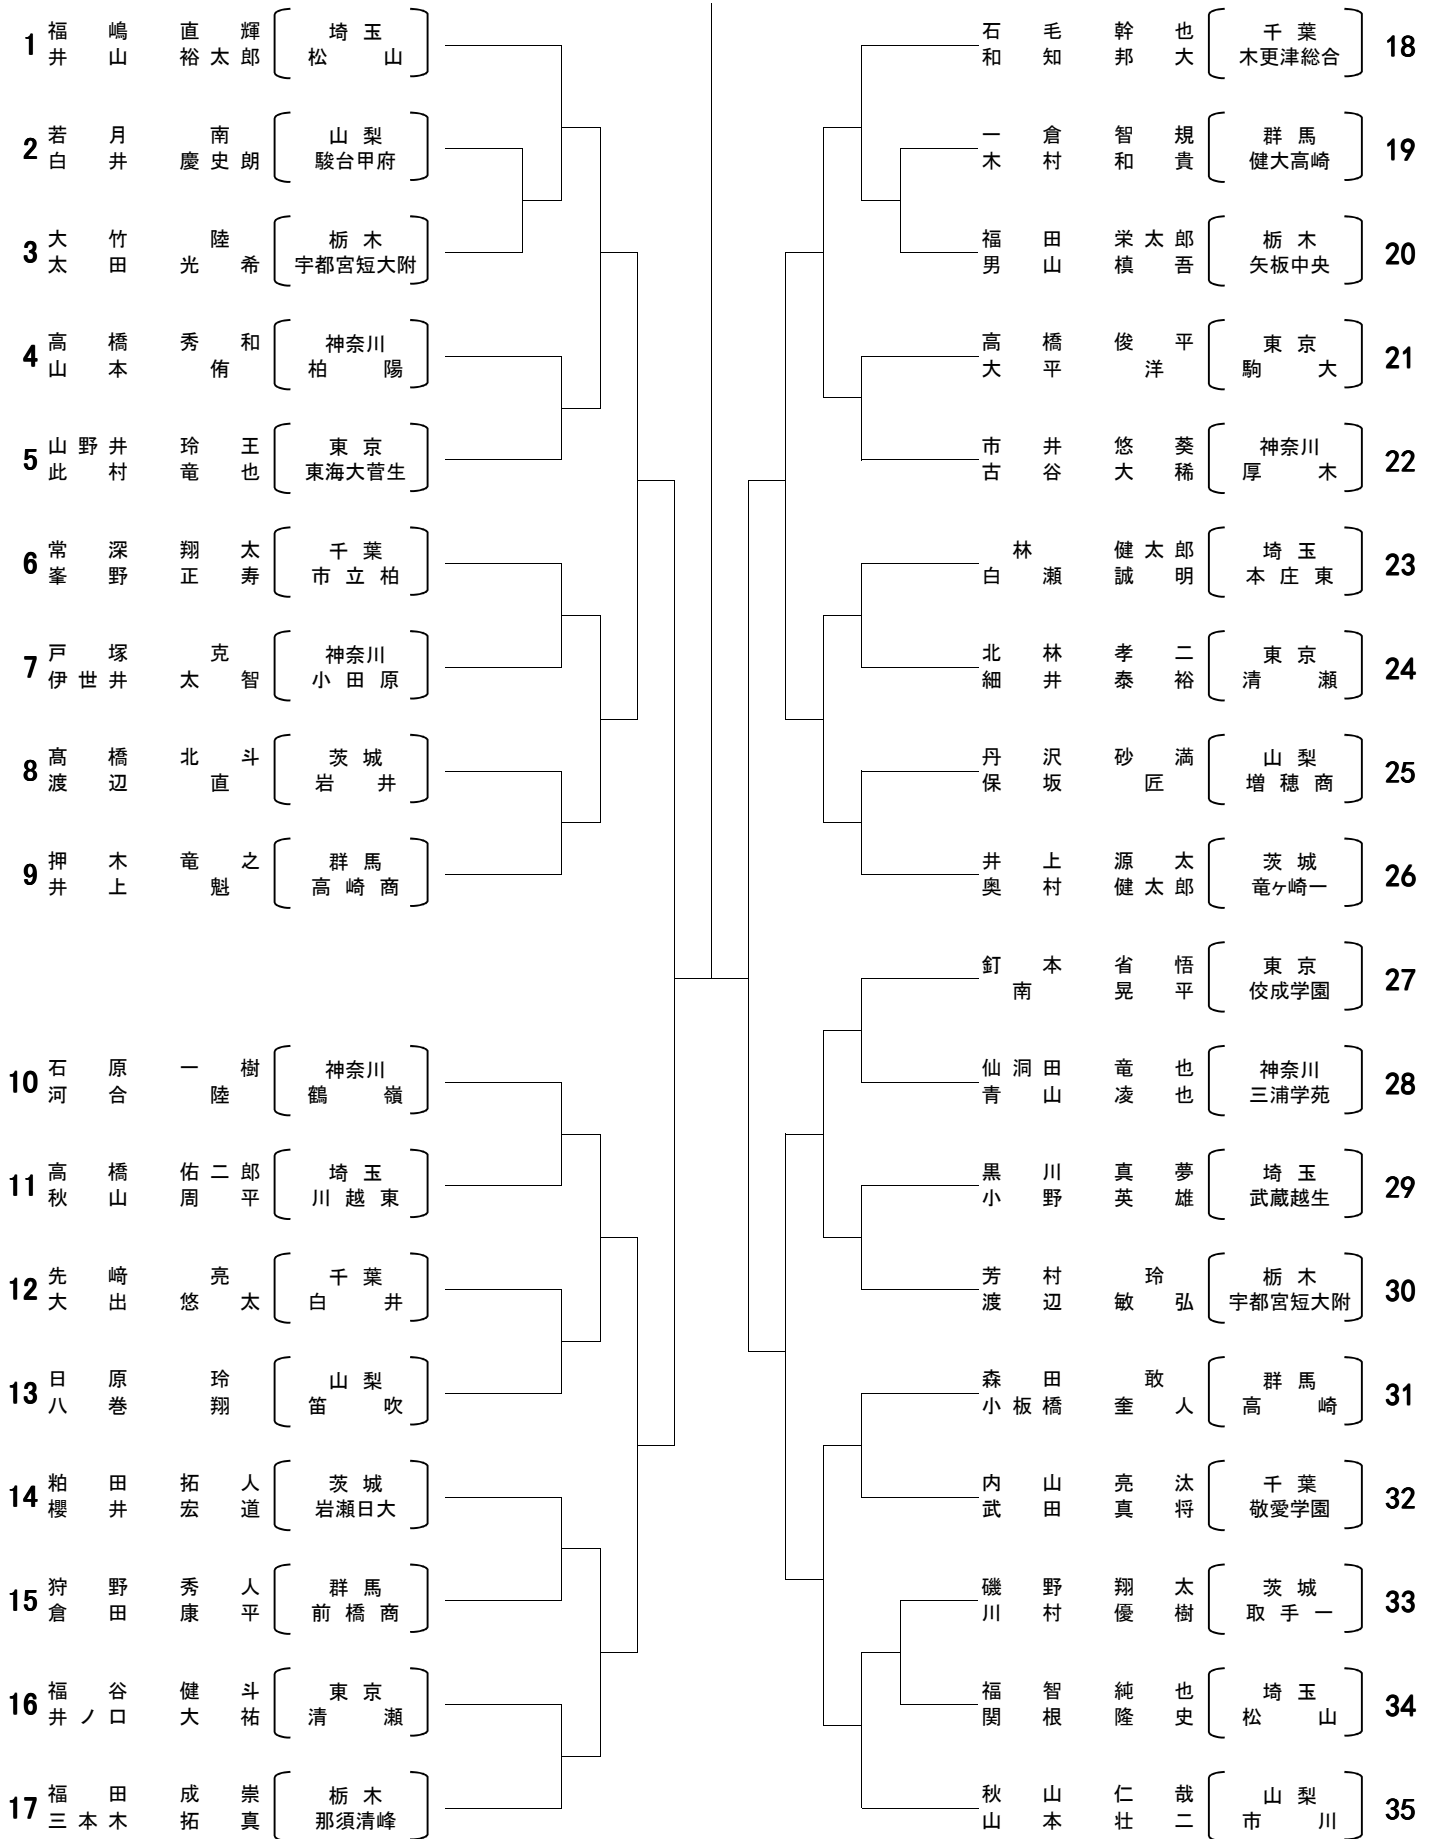 1 福嶋 直輝 埼玉
井山 裕太郎 松山
2 若月 南 山梨
白井 慶史朗 駿台甲府
3 大竹 陸 栃木
太田 光希 宇都宮短大附
4 高橋 秀和 神奈川
山本 侑 柏陽
5 山野井 玲王 東京
此村 竜也 東海大菅生
6 常深 翔太 千葉
峯野 正寿 市立柏
7 戸塚 克 神奈川
伊世井 太智 小田原
8 髙橋 北斗 茨城
渡辺 直 岩井
9 押木 竜之 群馬
井上 魁 高崎商
10 石原 一樹 神奈川
河合 陸 鶴嶺
11 高橋 佑二郎 埼玉
秋山 周平 川越東
12 先﨑 亮 千葉
大出 悠太 白井
13 日原 玲 山梨
八巻 翔 笛吹
14 粕田 拓人 茨城
櫻井 宏道 岩瀬日大
15 狩野 秀人 群馬
倉田 康平 前橋商
16 福谷 健斗 東京
井ノ口 大祐 清瀬
17 福田 成崇 栃木
三本木 拓真 那須清峰
石毛 幹也 千葉 18
和知 邦大 木更津総合
一倉 智規 群馬 19
木村 和貴 健大高崎
福田 栄太郎 栃木 20
男山 槙吾 矢板中央
高橋 俊平 東京 21
大平 洋 駒大
市井 悠葵 神奈川 22
古谷 大稀 厚木
林 健太郎 埼玉 23
白瀬 誠明 本庄東
北林 孝二 東京 24
細井 泰裕 清瀬
丹沢 砂満 山梨 25
保坂 匠 増穂商
井上 源太 茨城 26
奥村 健太郎 竜ヶ崎一
釘本 省悟 東京 27
南 晃平 佼成学園
仙洞田 竜也 神奈川 28
青山 凌也 三浦学苑
黒川 真夢 埼玉 29
小野 英雄 武蔵越生
芳村 玲 栃木 30
渡辺 敏弘 宇都宮短大附
森田 敢 群馬 31
小板橋 奎人 高崎
内山 亮汰 千葉 32
武田 真将 敬愛学園
磯野 翔太 茨城 33
川村 優樹 取手一
福智 純也 埼玉 34
関根 隆史 松山
秋山 仁哉 山梨 35
山本 壮二 市川